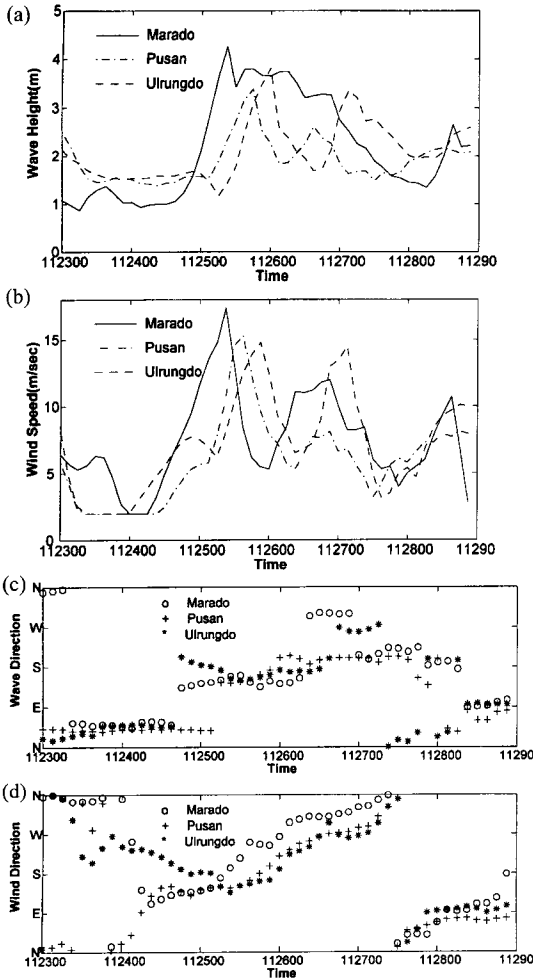 (a)
5
4
3
2
1
0
Wave Height(m)
Marado
Pusan
Ulrungdo
112300 112400 112500 112600 112700 112800 11290
Time
(b)
15
10
5
0
Wind Speed(m/sec)
Marado
Pusan
Ulrungdo
112300 112400 112500 112600 112700 112800 11290
Time
(c)
N
W
S
E
N
Wave Direction
Marado
Pusan
Ulrungdo
112300 112400 112500 112600 112700 112800 112900
Time
(d)
N
W
S
E
N
Wind Direction
Marado
Pusan
Ulrungdo
112300 112400 112500 112600 112700 112800 112900
Time